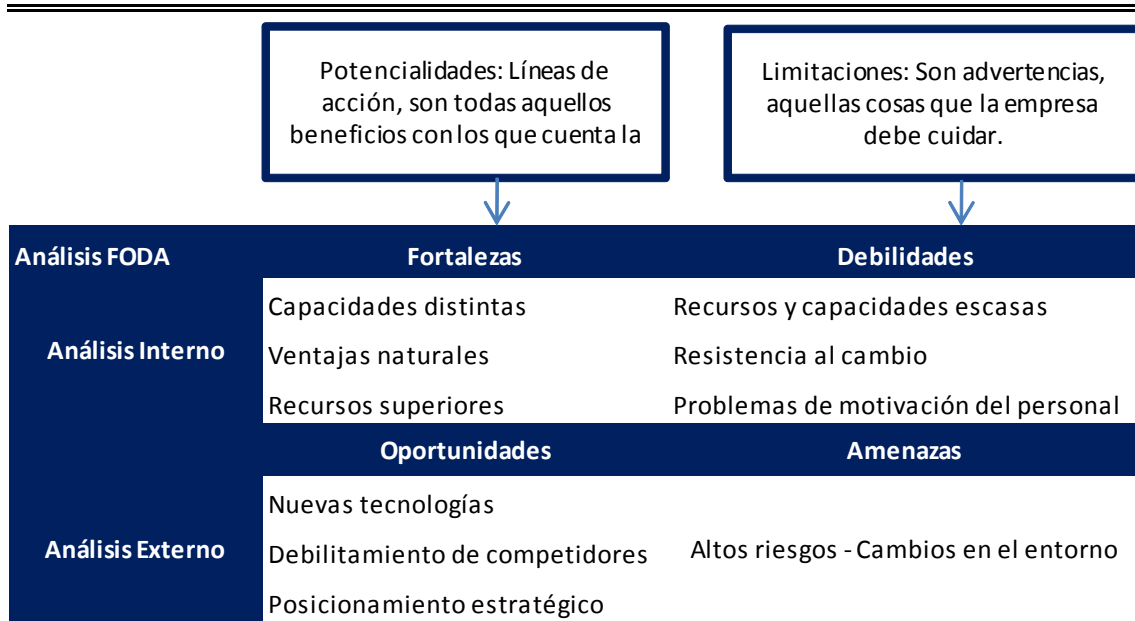 Potencialidades: Líneas de
acción, son todas aquellos
beneficios con los que cuenta la
Limitaciones: Son advertencias,
aquellas cosas que la empresa
debe cuidar.
Análisis FODA
Fortalezas
Debilidades
Análisis Interno
Capacidades distintas
Recursos y capacidades escasas
Ventajas naturales
Resistencia al cambio
Recursos superiores
Problemas de motivación del personal
Oportunidades
Amenazas
Análisis Externo
Nuevas tecnologías
Debilitamiento de competidores
Altos riesgos - Cambios en el entorno
Posicionamiento estratégico